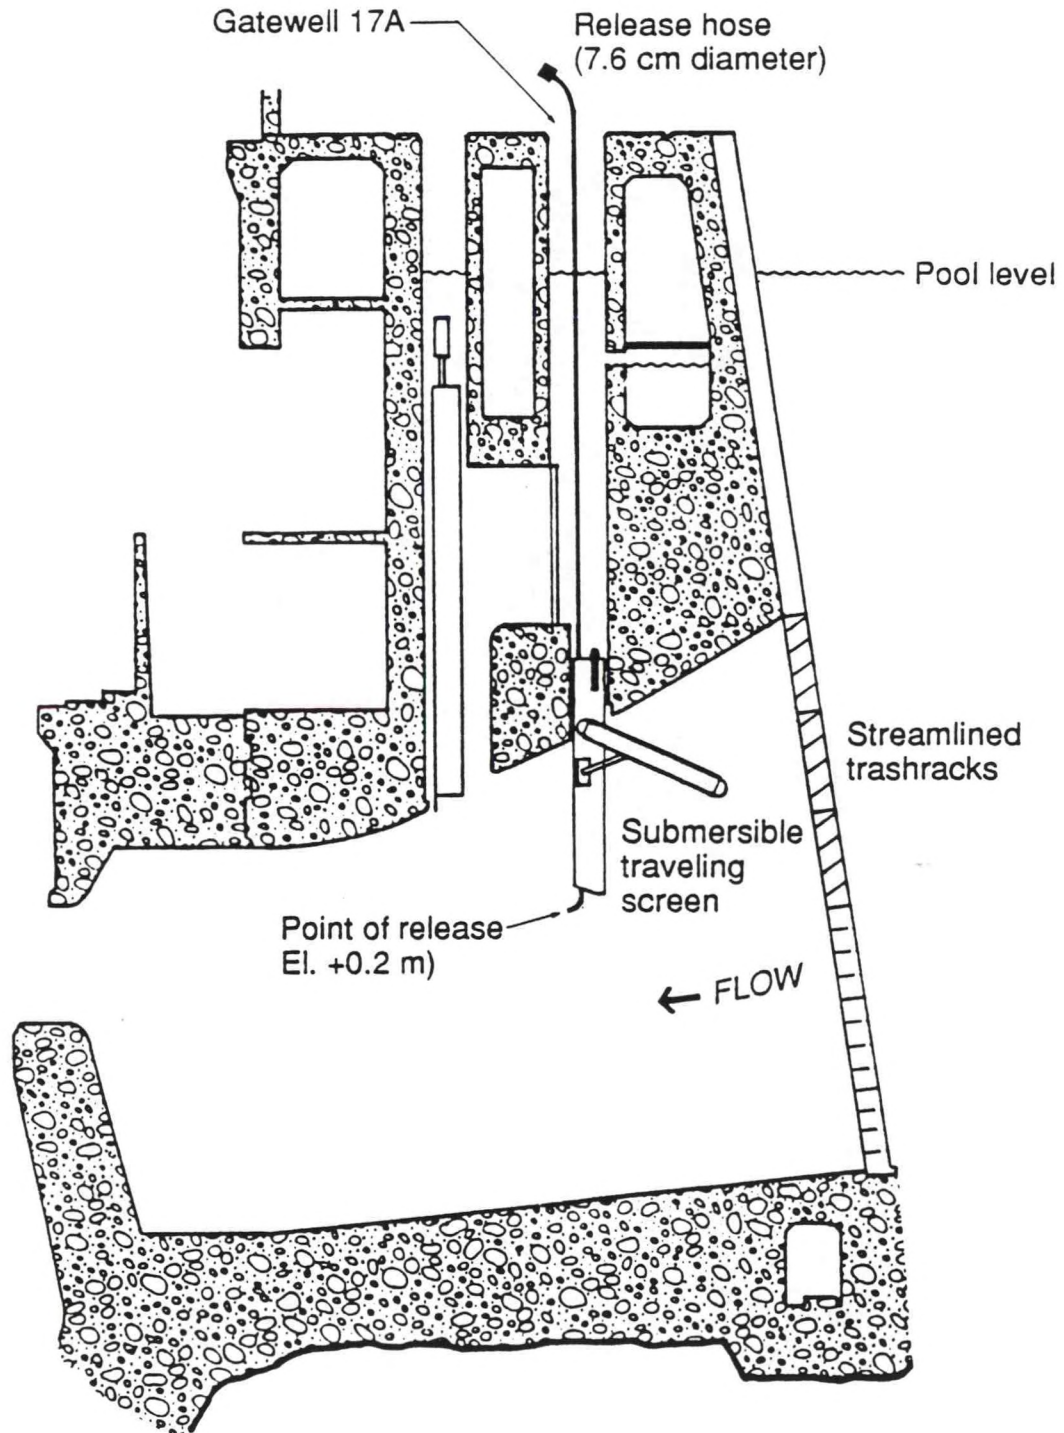 Gatewell 17A
Release hose
(7.6 cm diameter)
Pool level
Streamlined
trashracks
Submersible
traveling
screen
Point of release
El. +0.2 m)
FLOW